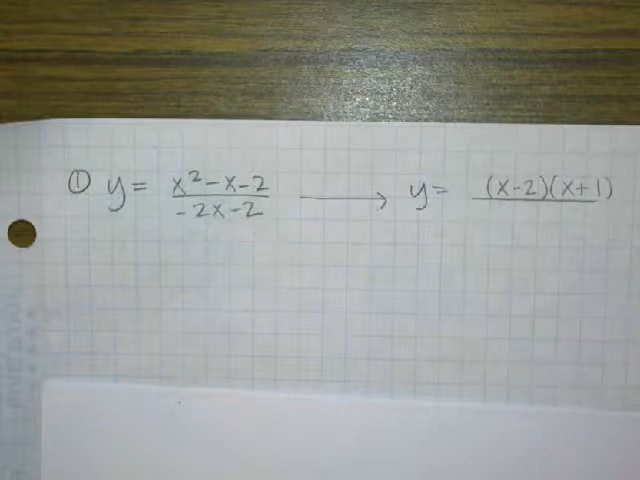 ① y = x² - x - 2 / -2x - 2 → y = (x-2)(x+1)